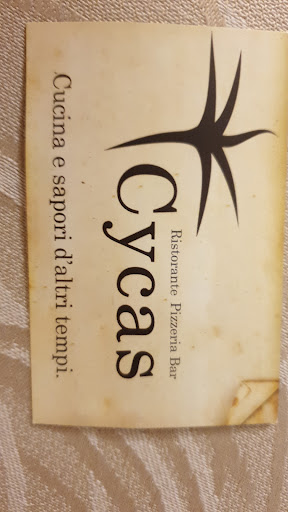 Cycas
Ristorante Pizzeria Bar
Cucina e sapori d'altri tempi.